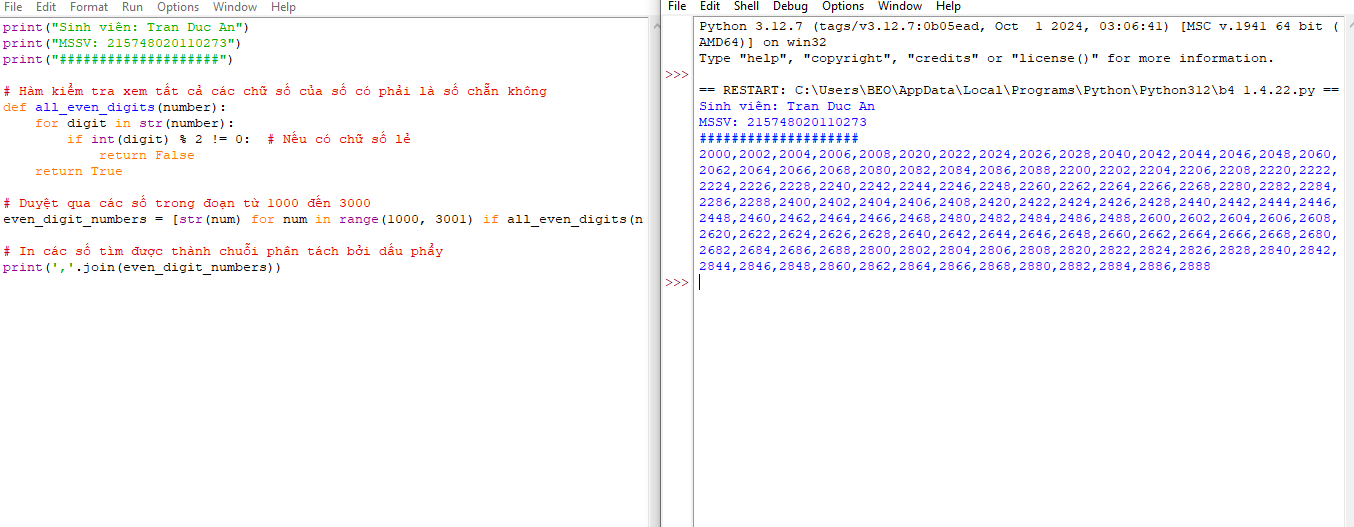 File Edit Format Run Options Window Help
print("Sinh viên: Tran Duc An")
print("MSSV: 215748020110273")
print("####################")
# Hàm kiểm tra xem tất cả các chữ số của số có phải là số chẵn không
def all_even_digits(number):
    for digit in str(number):
        if int(digit) % 2 != 0:  # Nếu có chữ số lẻ
            return False
    return True
# Duyệt qua các số trong đoạn từ 1000 đến 3000
even_digit_numbers = [str(num) for num in range(1000, 3001) if all_even_digits(n
# In các số tìm được thành chuỗi phân tách bởi dấu phẩy
print(','.join(even_digit_numbers))
File Edit Shell Debug Options Window Help
Python 3.12.7 (tags/v3.12.7:0b05ead, Oct  1 2024, 03:06:41) [MSC v.1941 64 bit (
AMD64)] on win32
Type "help", "copyright", "credits" or "license()" for more information.
>>>
== RESTART: C:\Users\BEO\AppData\Local\Programs\Python\Python312\b4 1.4.22.py ==
Sinh viên: Tran Duc An
MSSV: 215748020110273
####################
2000,2002,2004,2006,2008,2020,2022,2024,2026,2028,2040,2042,2044,2046,2048,2060,
2062,2064,2066,2068,2080,2082,2084,2086,2088,2200,2202,2204,2206,2208,2220,2222,
2224,2226,2228,2240,2242,2244,2246,2248,2260,2262,2264,2266,2268,2280,2282,2284,
2286,2288,2400,2402,2404,2406,2408,2420,2422,2424,2426,2428,2440,2442,2444,2446,
2448,2460,2462,2464,2466,2468,2480,2482,2484,2486,2488,2600,2602,2604,2606,2608,
2620,2622,2624,2626,2628,2640,2642,2644,2646,2648,2660,2662,2664,2666,2668,2680,
2682,2684,2686,2688,2800,2802,2804,2806,2808,2820,2822,2824,2826,2828,2840,2842,
2844,2846,2848,2860,2862,2864,2866,2868,2880,2882,2884,2886,2888
>>>